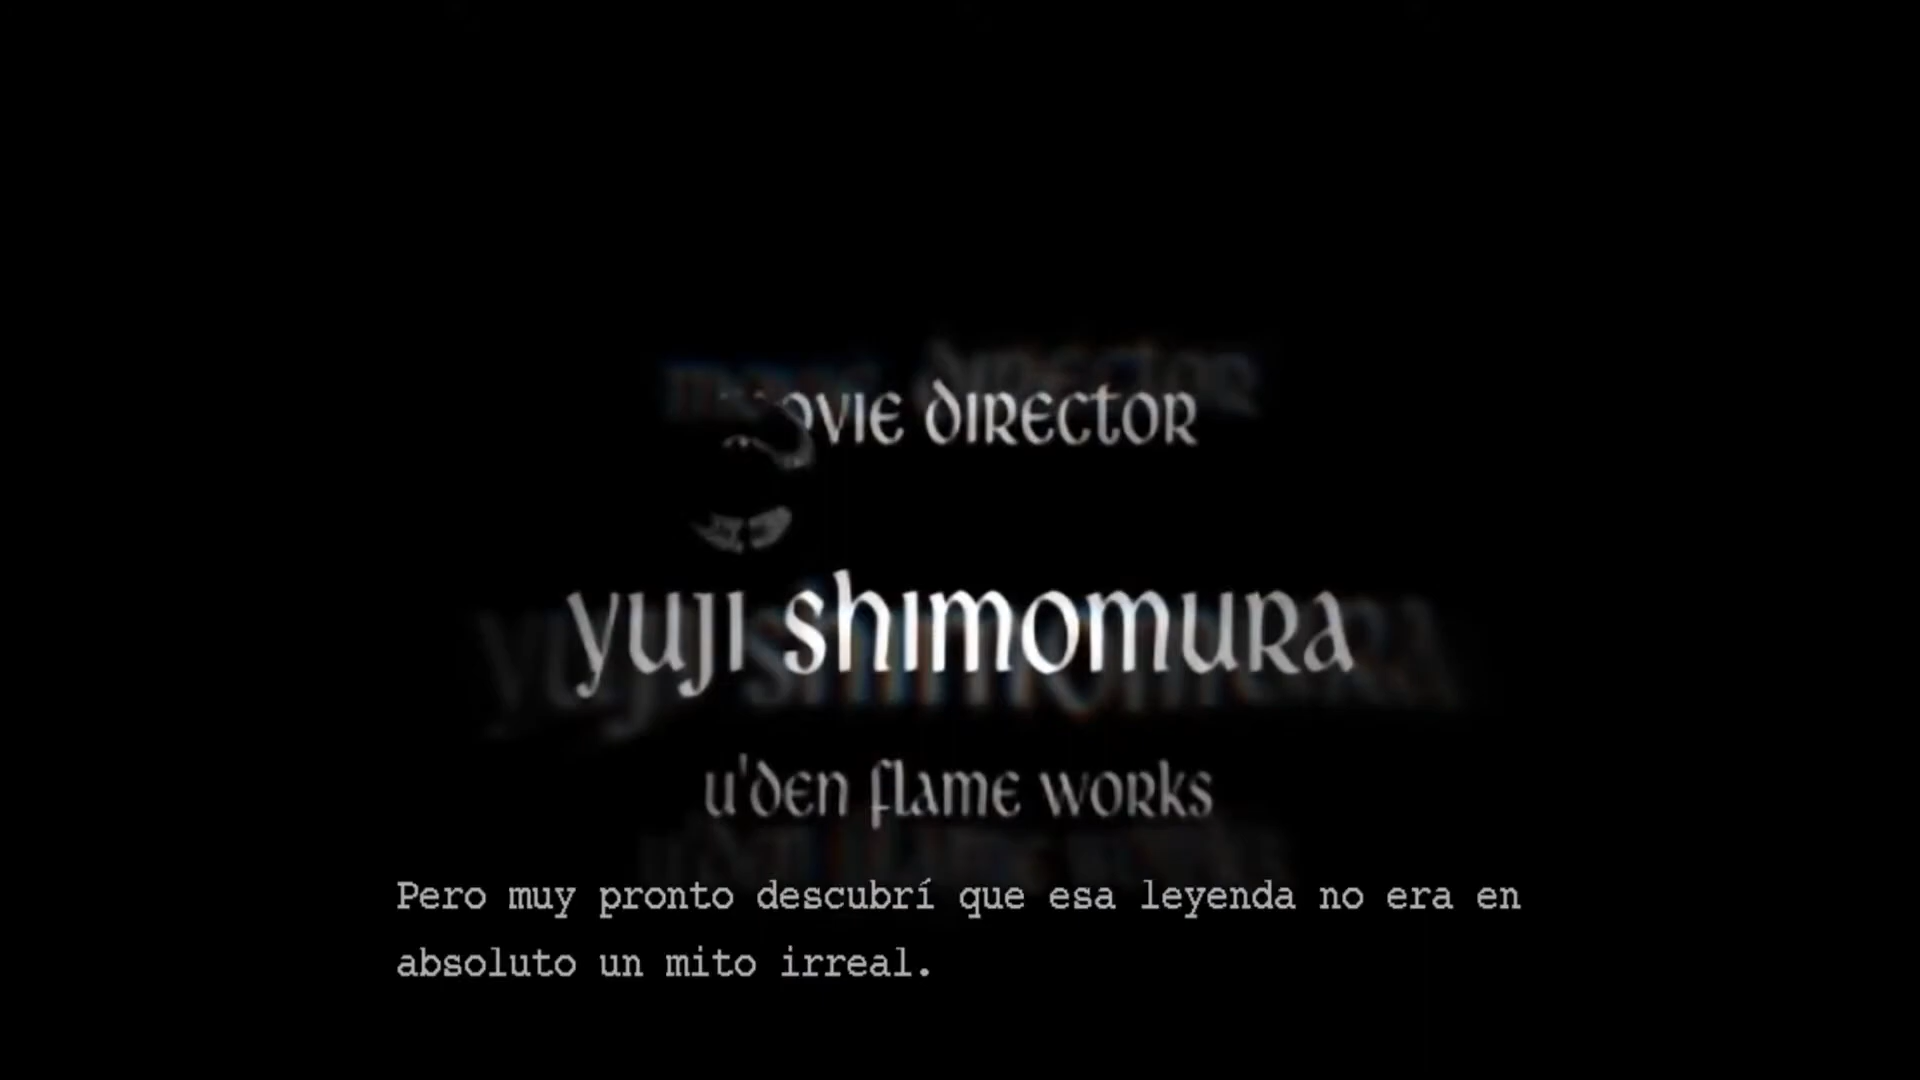 movie director
yuji shimomura
u'den flame works
Pero muy pronto descubrí que esa leyenda no era en
absoluto un mito irreal.